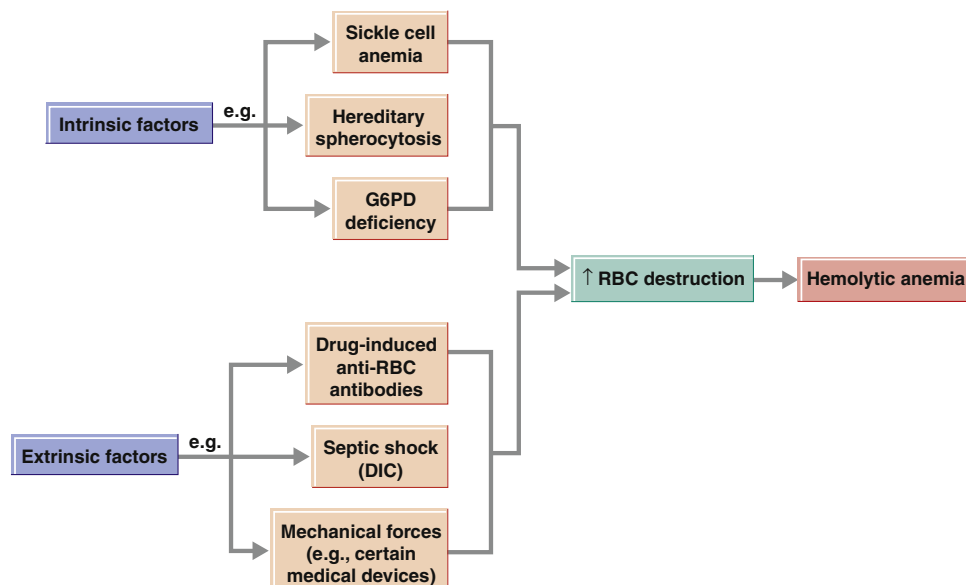 Sickle cell
anemia
e.g.
Intrinsic factors
Hereditary
spherocytosis
G6PD
deficiency
↑ RBC destruction
Hemolytic anemia
Drug-induced
anti-RBC
antibodies
e.g.
Extrinsic factors
Septic shock
(DIC)
Mechanical forces
(e.g., certain
medical devices)